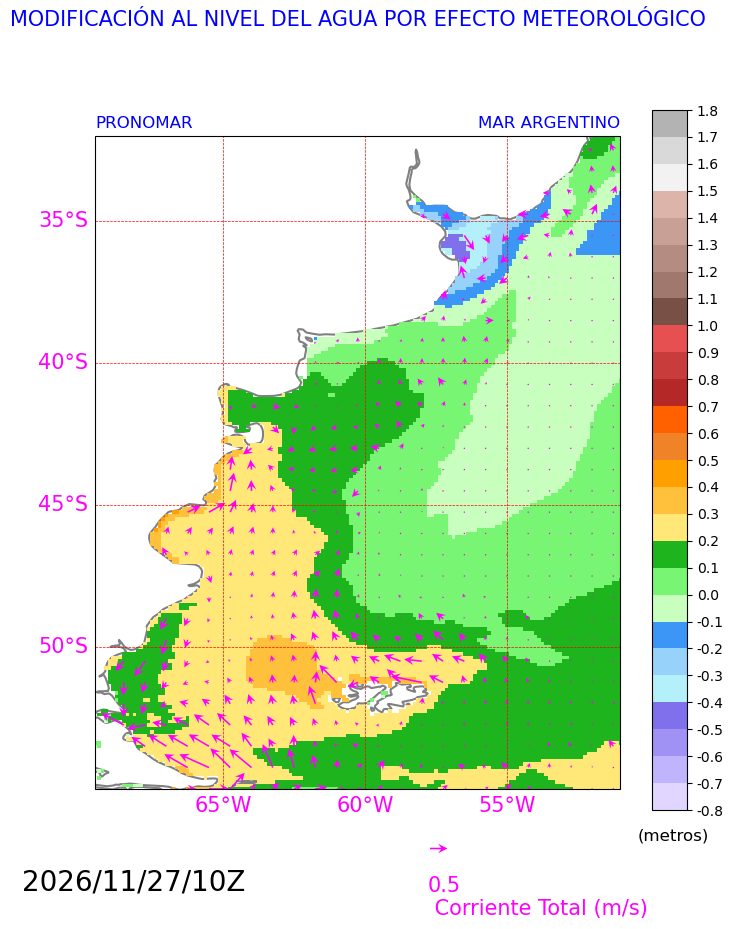 MODIFICACIÓN AL NIVEL DEL AGUA POR EFECTO METEOROLÓGICO
PRONOMAR
MAR ARGENTINO
35°S
40°S
45°S
50°S
65°W
60°W
55°W
1.8
1.7
1.6
1.5
1.4
1.3
1.2
1.1
1.0
0.9
0.8
0.7
0.6
0.5
0.4
0.3
0.2
0.1
0.0
-0.1
-0.2
-0.3
-0.4
-0.5
-0.6
-0.7
-0.8
(metros)
2026/11/27/10Z
0.5
Corriente Total (m/s)